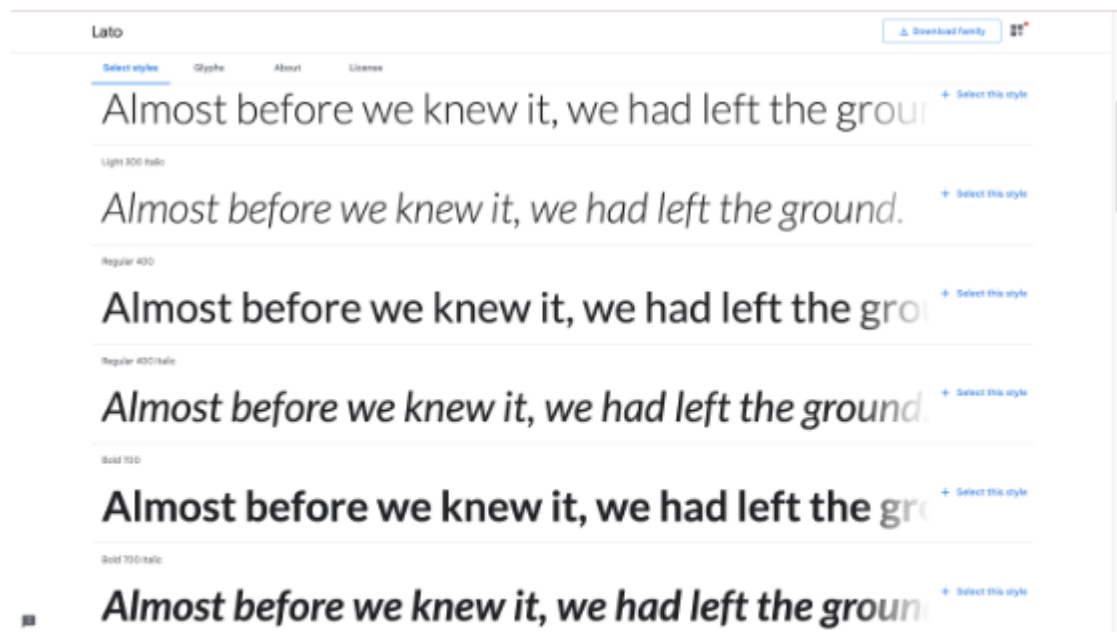 Lato
Download family
Select styles Glyphs About License
Almost before we knew it, we had left the grou
+ Select this style
Light 300 Italic
Almost before we knew it, we had left the ground.
+ Select this style
Regular 400
Almost before we knew it, we had left the gro
+ Select this style
Regular 400 Italic
Almost before we knew it, we had left the ground.
+ Select this style
Bold 700
Almost before we knew it, we had left the gr
+ Select this style
Bold 700 Italic
Almost before we knew it, we had left the groun
+ Select this style